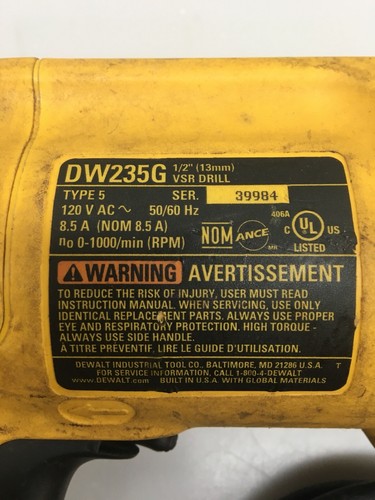 DW235G 1/2" (13mm)
VSR DRILL
TYPE 5 SER. 39984
120 V AC ~ 50/60 Hz
8.5 A (NOM 8.5 A)
no 0-1000/min (RPM)
406A
NOM ANCE MR
C UL US
LISTED
⚠WARNING AVERTISSEMENT
TO REDUCE THE RISK OF INJURY, USER MUST READ
INSTRUCTION MANUAL. WHEN SERVICING, USE ONLY
IDENTICAL REPLACEMENT PARTS. ALWAYS USE PROPER
EYE AND RESPIRATORY PROTECTION. HIGH TORQUE -
ALWAYS USE SIDE HANDLE.
À TITRE PRÉVENTIF, LIRE LE GUIDE D'UTILISATION.
DEWALT INDUSTRIAL TOOL CO., BALTIMORE, MD 21286 U.S.A. T
FOR SERVICE INFORMATION, CALL 1-800-4-DEWALT
www.DEWALT.com BUILT IN U.S.A. WITH GLOBAL MATERIALS